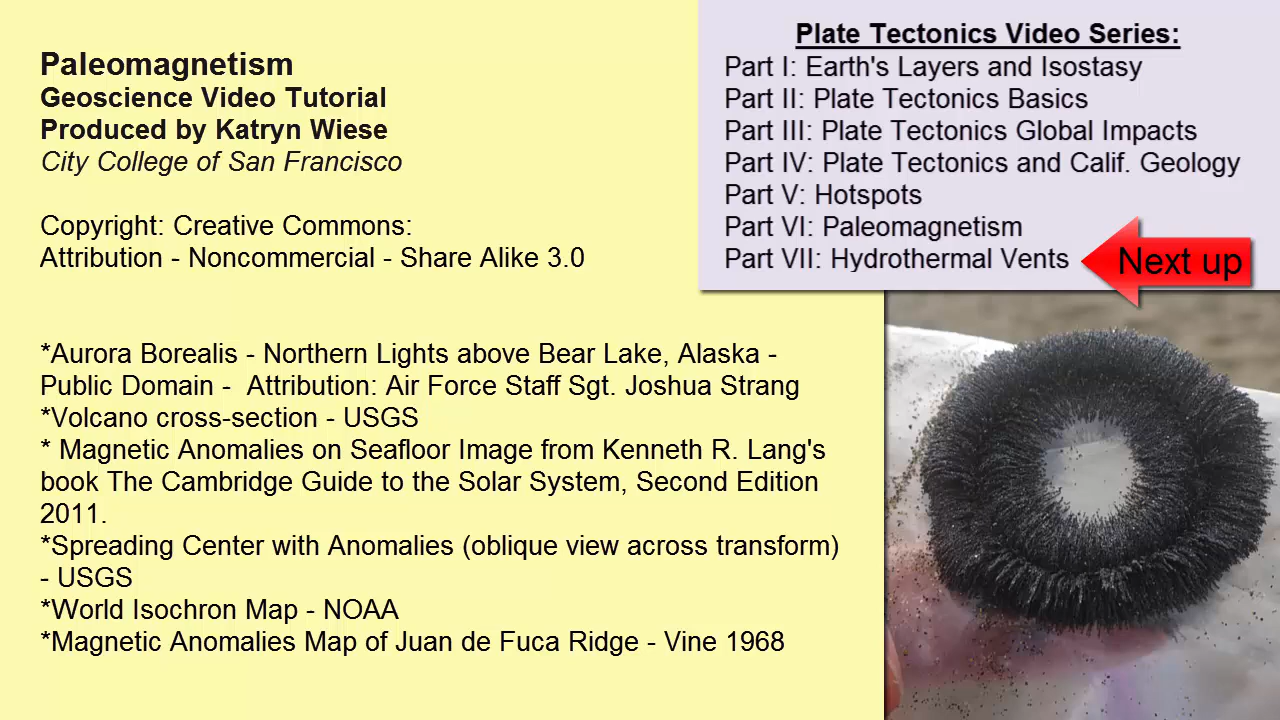 Paleomagnetism
Geoscience Video Tutorial
Produced by Katryn Wiese
City College of San Francisco
Copyright: Creative Commons:
Attribution - Noncommercial - Share Alike 3.0
*Aurora Borealis - Northern Lights above Bear Lake, Alaska -
Public Domain -  Attribution: Air Force Staff Sgt. Joshua Strang
*Volcano cross-section - USGS
* Magnetic Anomalies on Seafloor Image from Kenneth R. Lang's
book The Cambridge Guide to the Solar System, Second Edition
2011.
*Spreading Center with Anomalies (oblique view across transform)
- USGS
*World Isochron Map - NOAA
*Magnetic Anomalies Map of Juan de Fuca Ridge - Vine 1968
Plate Tectonics Video Series:
Part I: Earth's Layers and Isostasy
Part II: Plate Tectonics Basics
Part III: Plate Tectonics Global Impacts
Part IV: Plate Tectonics and Calif. Geology
Part V: Hotspots
Part VI: Paleomagnetism
Part VII: Hydrothermal Vents
Next up